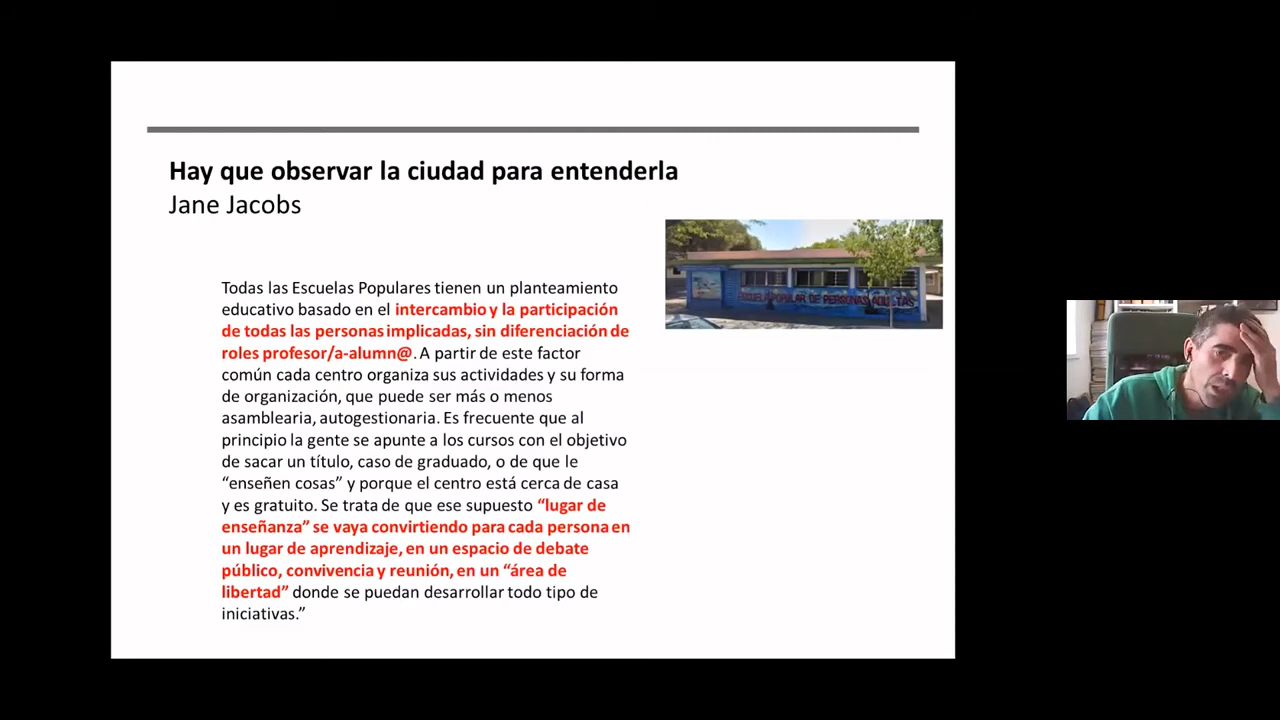 Hay que observar la ciudad para entenderla
Jane Jacobs
ESCUELA POPULAR DE PERSONAS ADULTAS
Todas las Escuelas Populares tienen un planteamiento
educativo basado en el intercambio y la participación
de todas las personas implicadas, sin diferenciación de
roles profesor/a-alumn@. A partir de este factor
común cada centro organiza sus actividades y su forma
de organización, que puede ser más o menos
asamblearia, autogestionaria. Es frecuente que al
principio la gente se apunte a los cursos con el objetivo
de sacar un título, caso de graduado, o de que le
“enseñen cosas” y porque el centro está cerca de casa
y es gratuito. Se trata de que ese supuesto “lugar de
enseñanza” se vaya convirtiendo para cada persona en
un lugar de aprendizaje, en un espacio de debate
público, convivencia y reunión, en un “área de
libertad” donde se puedan desarrollar todo tipo de
iniciativas.”